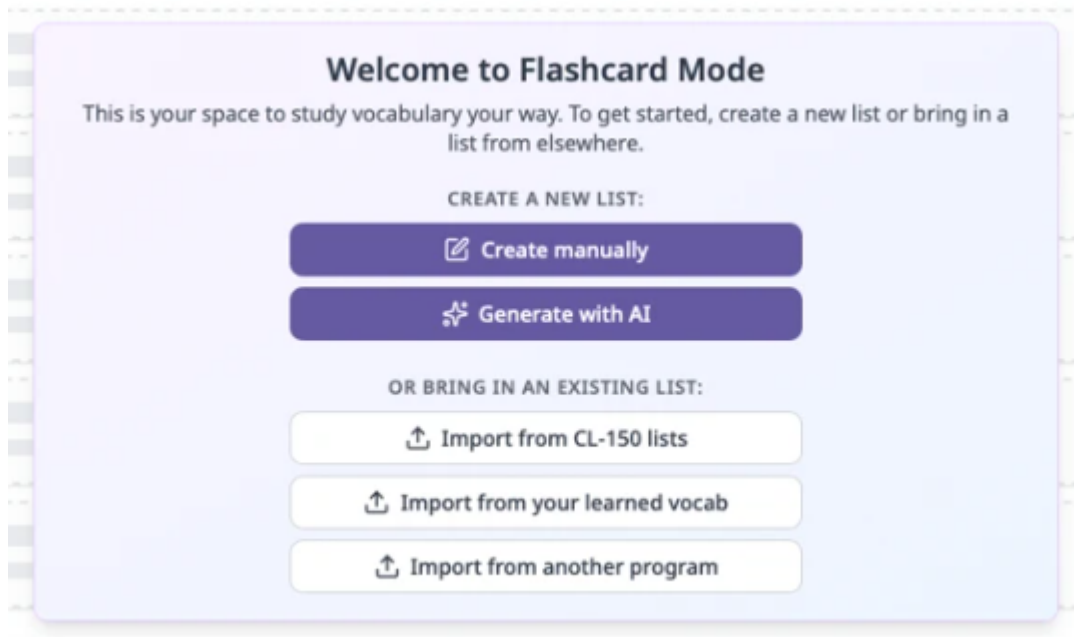 Welcome to Flashcard Mode
This is your space to study vocabulary your way. To get started, create a new list or bring in a
list from elsewhere.
CREATE A NEW LIST:
Create manually
Generate with AI
OR BRING IN AN EXISTING LIST:
Import from CL-150 lists
Import from your learned vocab
Import from another program